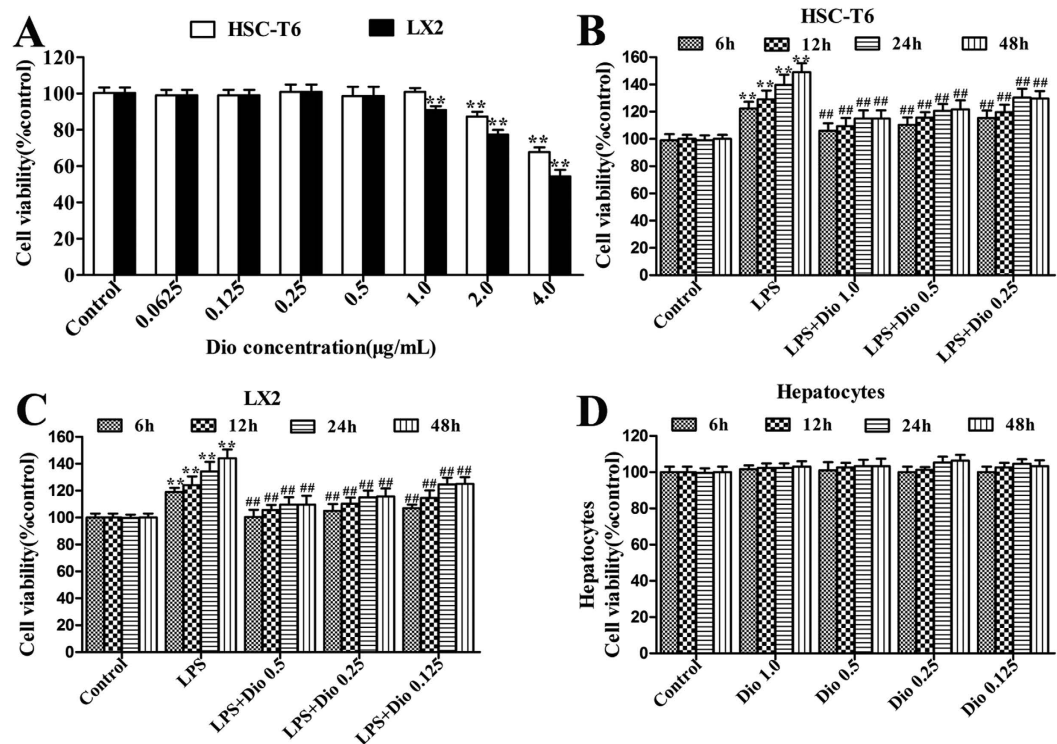 A
HSC-T6 LX2
Cell viability(%control)
120
100
80
60
40
20
0
** ** ** ** **
Control 0.0625 0.125 0.25 0.5 1.0 2.0 4.0
Dio concentration(μg/mL)
B
HSC-T6
6h 12h 24h 48h
Cell viability(%control)
160
140
120
100
80
60
40
20
0
** ** ** **
## ## ## ##
## ## ## ##
## ## ## ##
Control LPS LPS+Dio 1.0 LPS+Dio 0.5 LPS+Dio 0.25
C
LX2
6h 12h 24h 48h
Cell viability(%control)
160
140
120
100
80
60
40
20
0
** ** ** **
## ## ## ##
## ## ## ##
## ## ## ##
Control LPS LPS+Dio 0.5 LPS+Dio 0.25 LPS+Dio 0.125
D
Hepatocytes
6h 12h 24h 48h
Hepatocytes
Cell viability(%control)
120
100
80
60
40
20
0
Control Dio 1.0 Dio 0.5 Dio 0.25 Dio 0.125